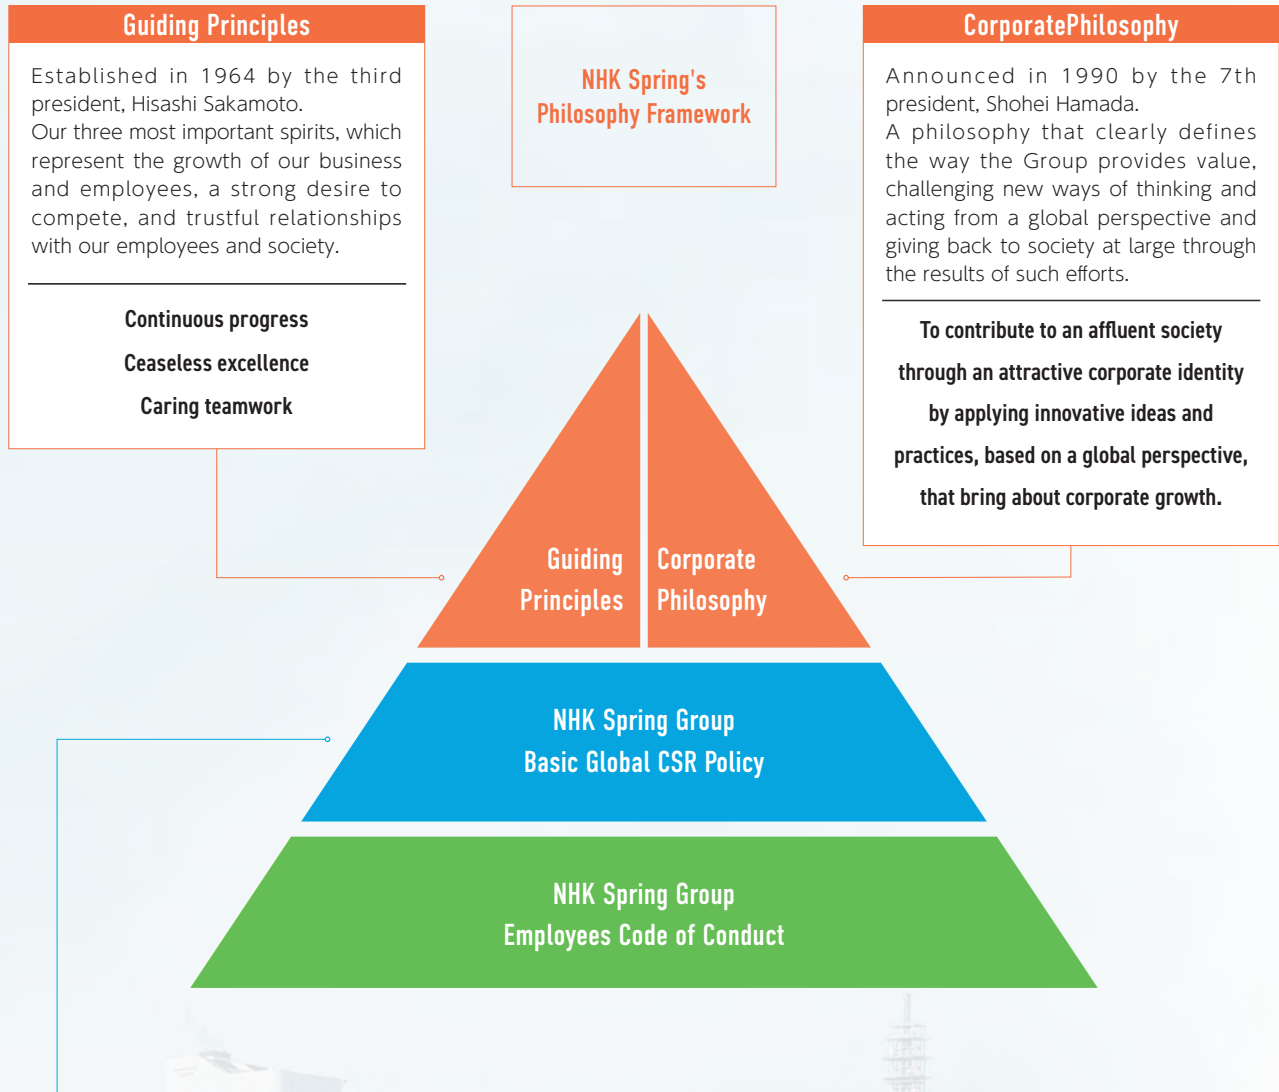 Guiding Principles
Established in 1964 by the third
president, Hisashi Sakamoto.
Our three most important spirits, which
represent the growth of our business
and employees, a strong desire to
compete, and trustful relationships
with our employees and society.
Continuous progress
Ceaseless excellence
Caring teamwork
NHK Spring's
Philosophy Framework
CorporatePhilosophy
Announced in 1990 by the 7th
president, Shohei Hamada.
A philosophy that clearly defines
the way the Group provides value,
challenging new ways of thinking and
acting from a global perspective and
giving back to society at large through
the results of such efforts.
To contribute to an affluent society
through an attractive corporate identity
by applying innovative ideas and
practices, based on a global perspective,
that bring about corporate growth.
Guiding
Principles
Corporate
Philosophy
NHK Spring Group
Basic Global CSR Policy
NHK Spring Group
Employees Code of Conduct